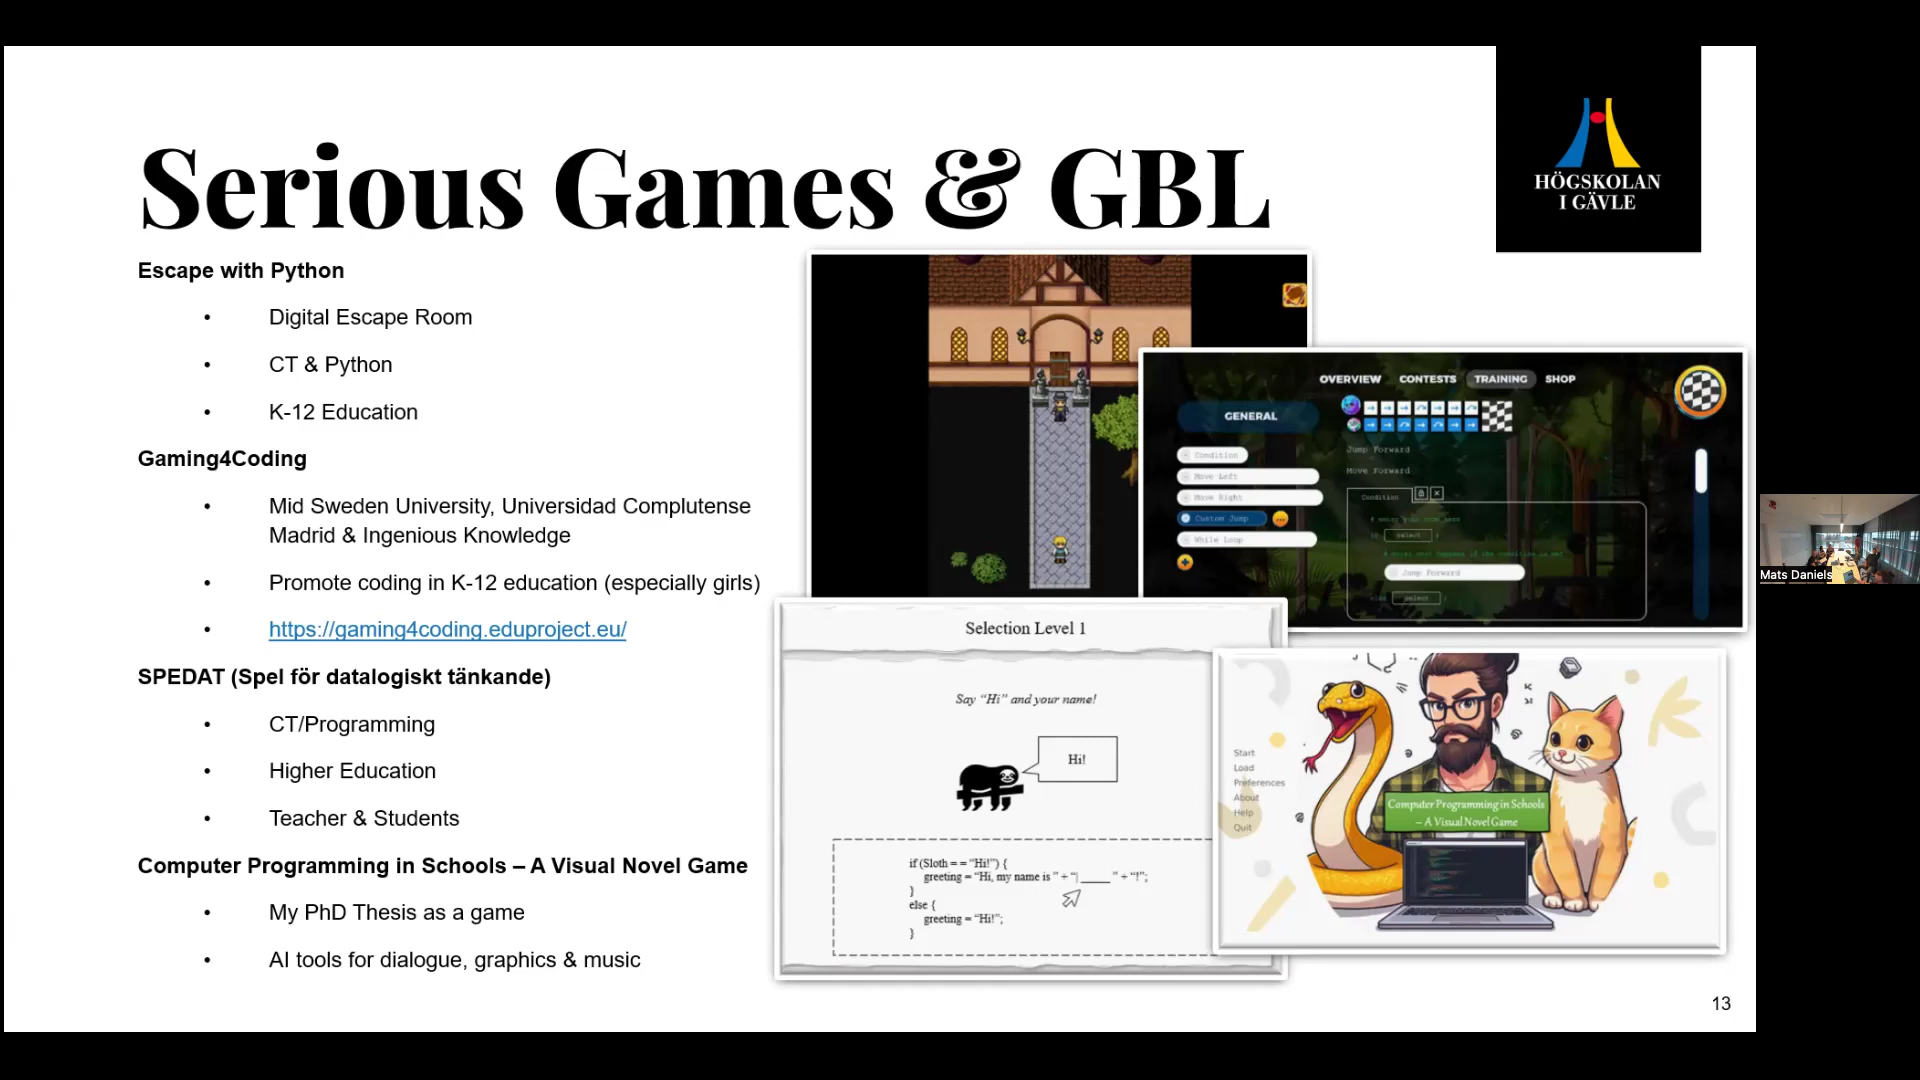 Serious Games & GBL
HÖGSKOLAN
I GÄVLE
Escape with Python
• Digital Escape Room
• CT & Python
• K-12 Education
Gaming4Coding
• Mid Sweden University, Universidad Complutense
Madrid & Ingenious Knowledge
• Promote coding in K-12 education (especially girls)
• https://gaming4coding.eduproject.eu/
SPEDAT (Spel för datalogiskt tänkande)
• CT/Programming
• Higher Education
• Teacher & Students
Computer Programming in Schools – A Visual Novel Game
• My PhD Thesis as a game
• AI tools for dialogue, graphics & music
OVERVIEW CONTESTS TRAINING SHOP
GENERAL
Condition
Move Left
Move Right
Custom Jump
While Loop
Jump Forward
Move Forward
Condition
select
Jump Forward
select
Selection Level 1
Say “Hi” and your name!
Hi!
if (Sloth == “Hi!”) {
greeting = “Hi, my name is ” + “| _____ ” + “!”;
}
else {
greeting = “Hi!”;
}
Start
Load
Preferences
About
Help
Quit
Computer Programming in Schools
– A Visual Novel Game
13
Mats Daniels